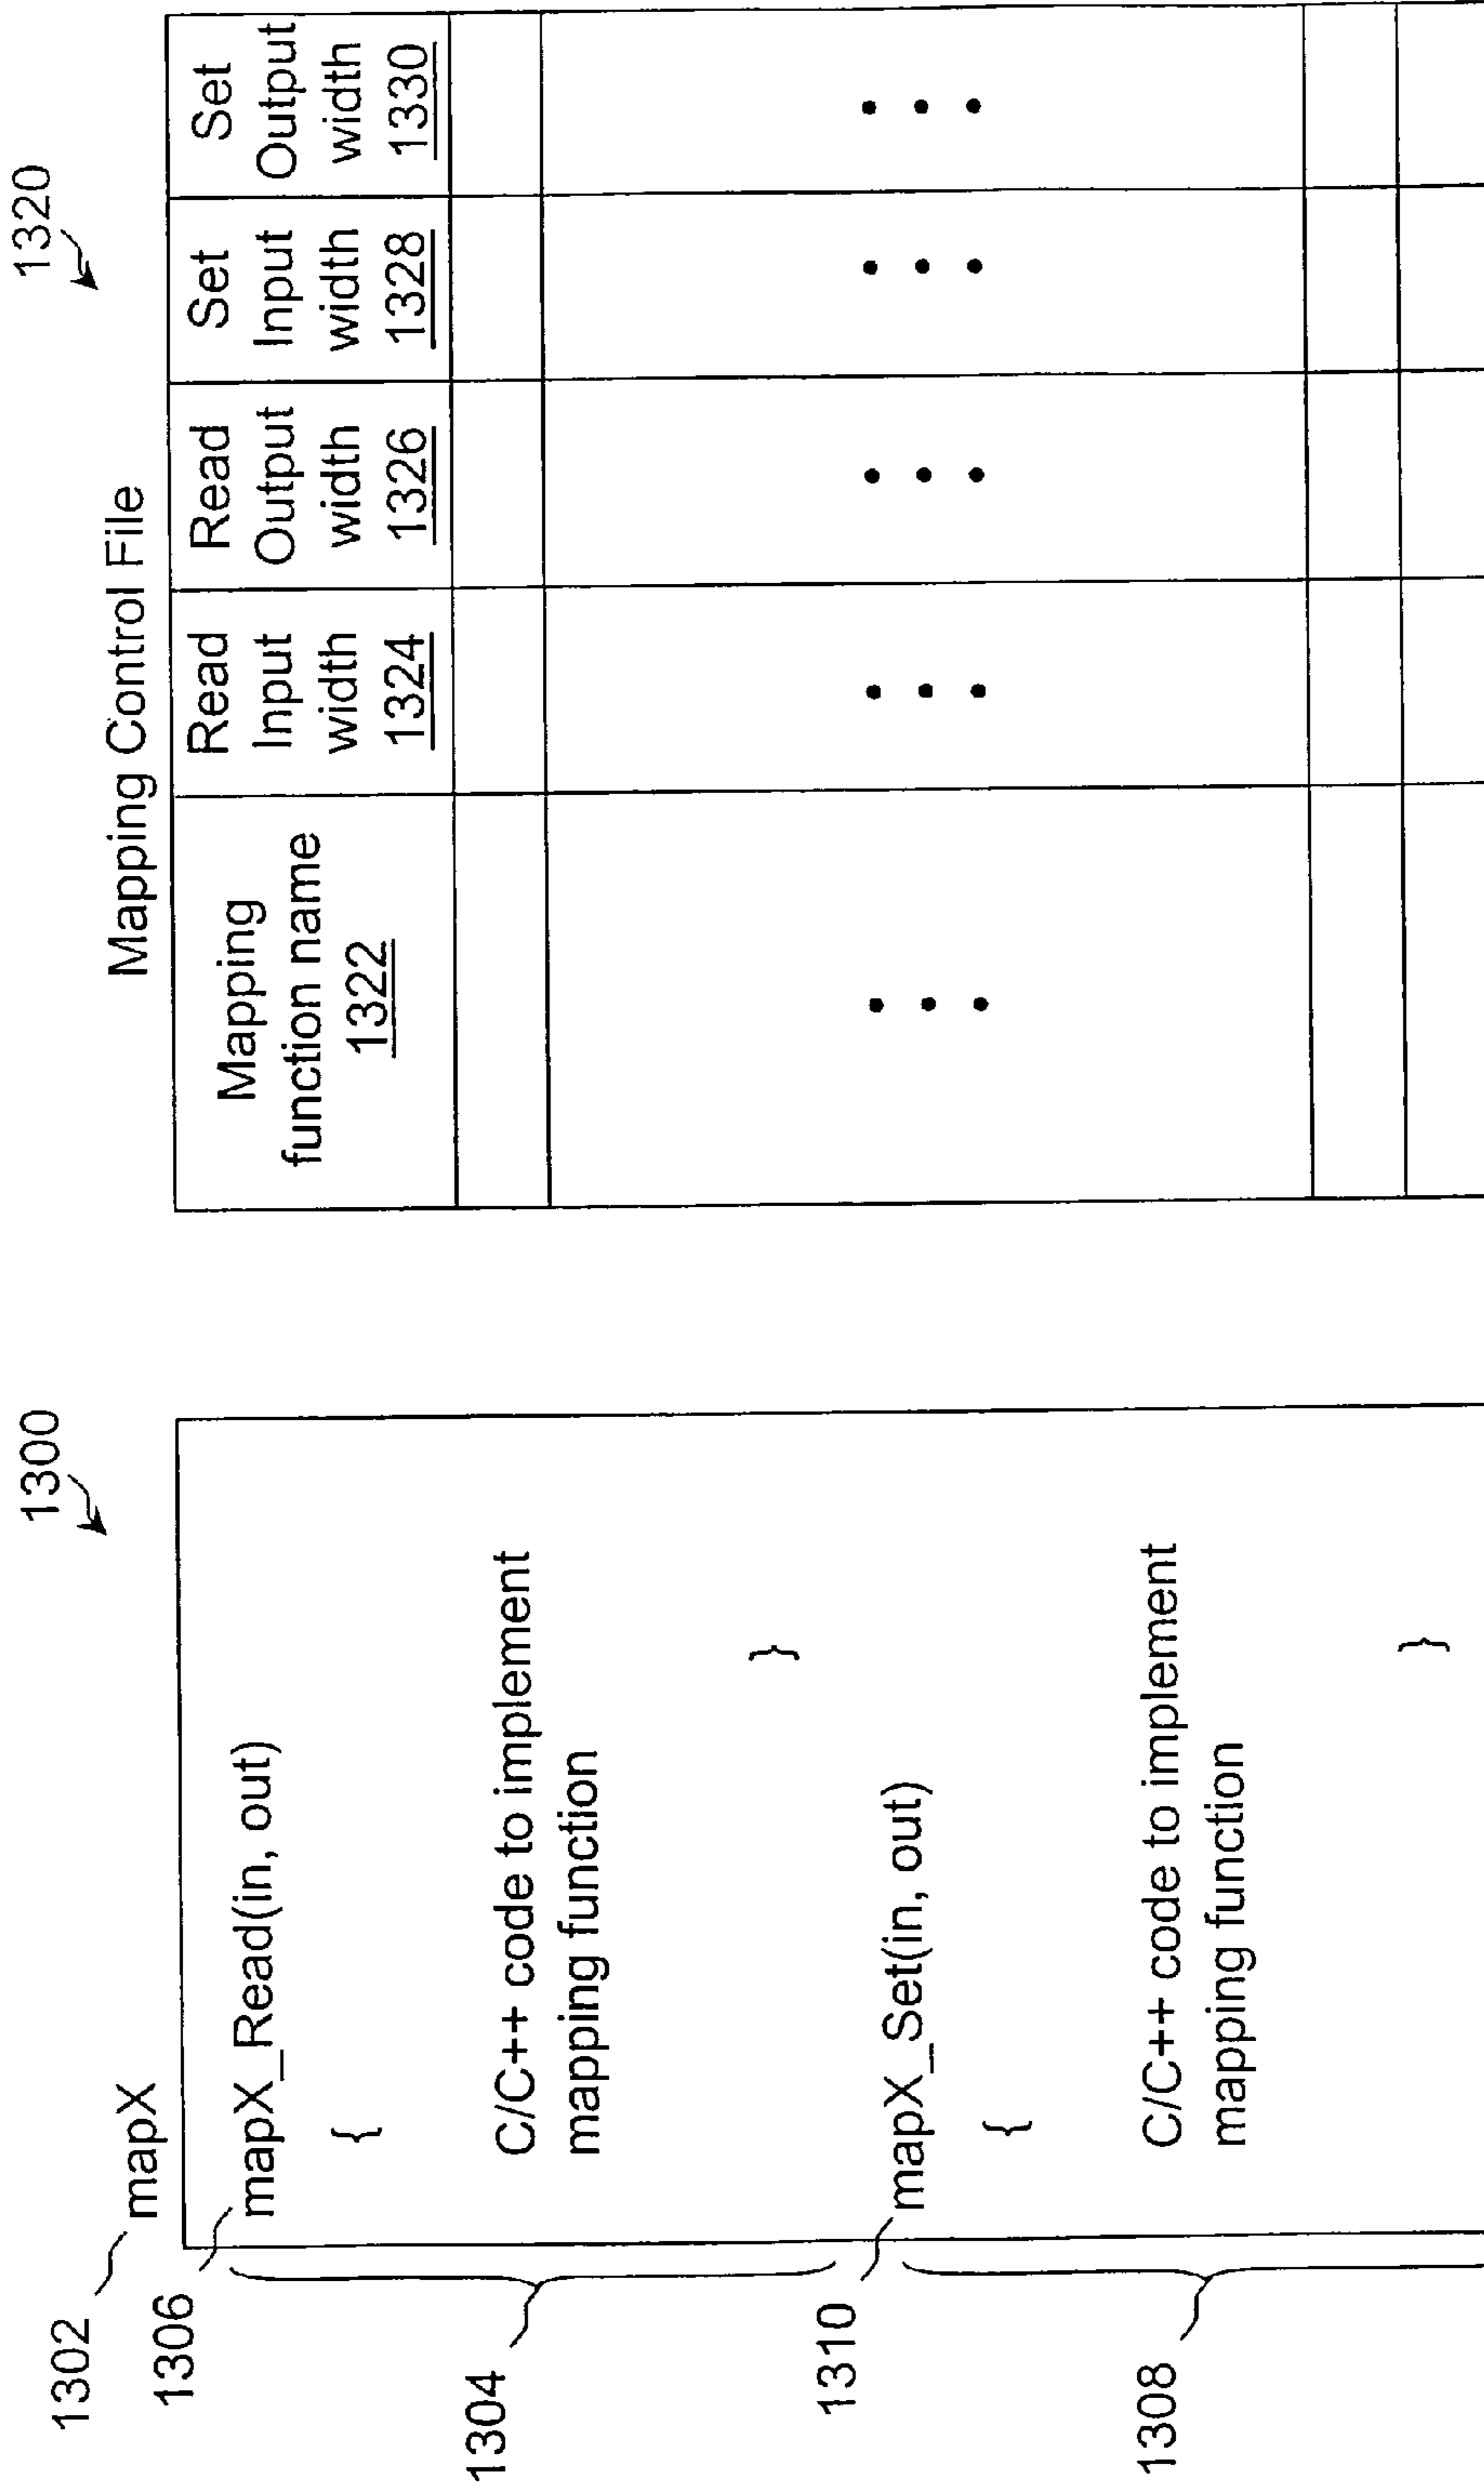 1300
1302
mapX
1306
mapX_Read(in, out)
{
1304
C/C++ code to implement
mapping function
}
1310
mapX_Set(in, out)
{
1308
C/C++ code to implement
mapping function
}
1320
Mapping Control File
Mapping
function name
1322
Read
Input
width
1324
Read
Output
width
1326
Set
Input
width
1328
Set
Output
width
1330